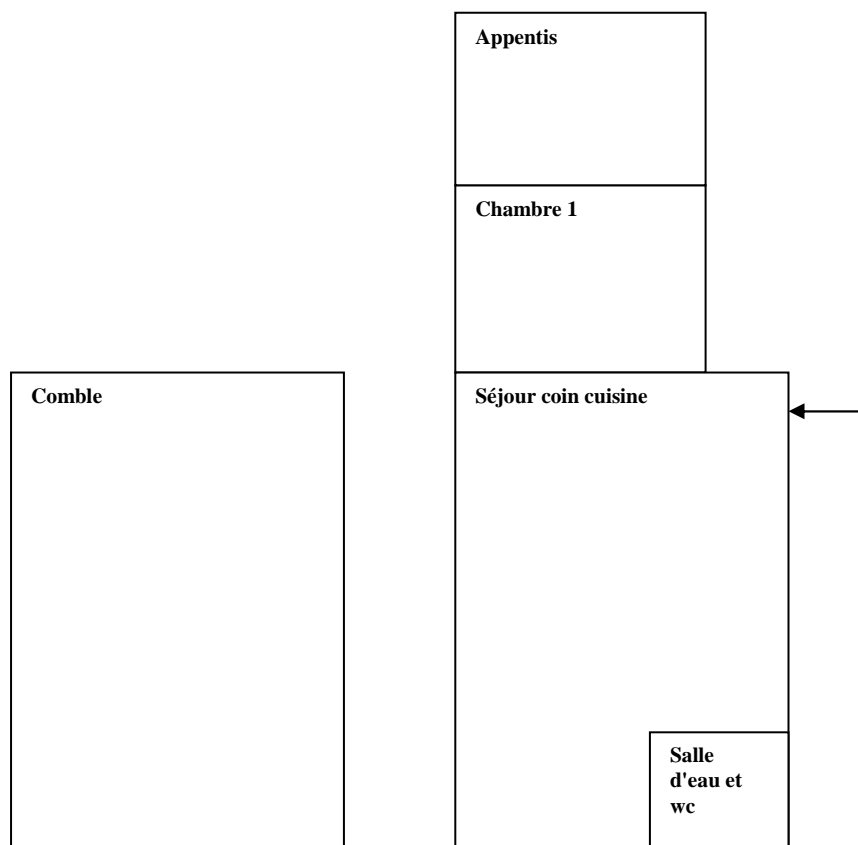 Appentis
Chambre 1
Comble
Séjour coin cuisine
Salle
d'eau et
wc